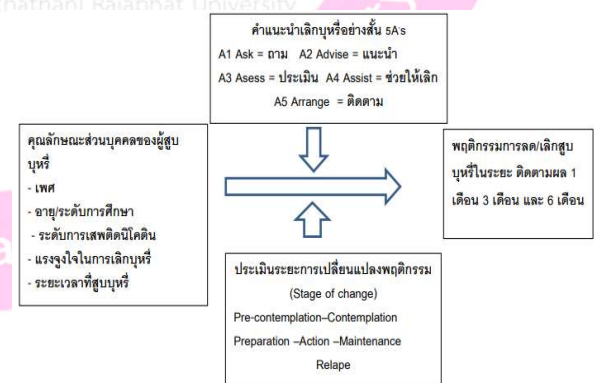 thathani Rajabhat University
คำแนะนำเลิกบุหรี่อย่างสั้น 5A's
A1 Ask = ถาม A2 Advise = แนะนำ
A3 Asess = ประเมิน A4 Assist = ช่วยให้เลิก
A5 Arrange = ติดตาม
คุณลักษณะส่วนบุคคลของผู้สูบ
บุหรี่
- เพศ
- อายุ/ระดับการศึกษา
- ระดับการเสพติดนิโคติน
- แรงจูงใจในการเลิกบุหรี่
- ระยะเวลาที่สูบบุหรี่
พฤติกรรมการลด/เลิกสูบ
บุหรี่ในระยะ ติดตามผล 1
เดือน 3 เดือน และ 6 เดือน
ประเมินระยะการเปลี่ยนแปลงพฤติกรรม
(Stage of change)
Pre-contemplation–Contemplation
Preparation –Action –Maintenance
Relape